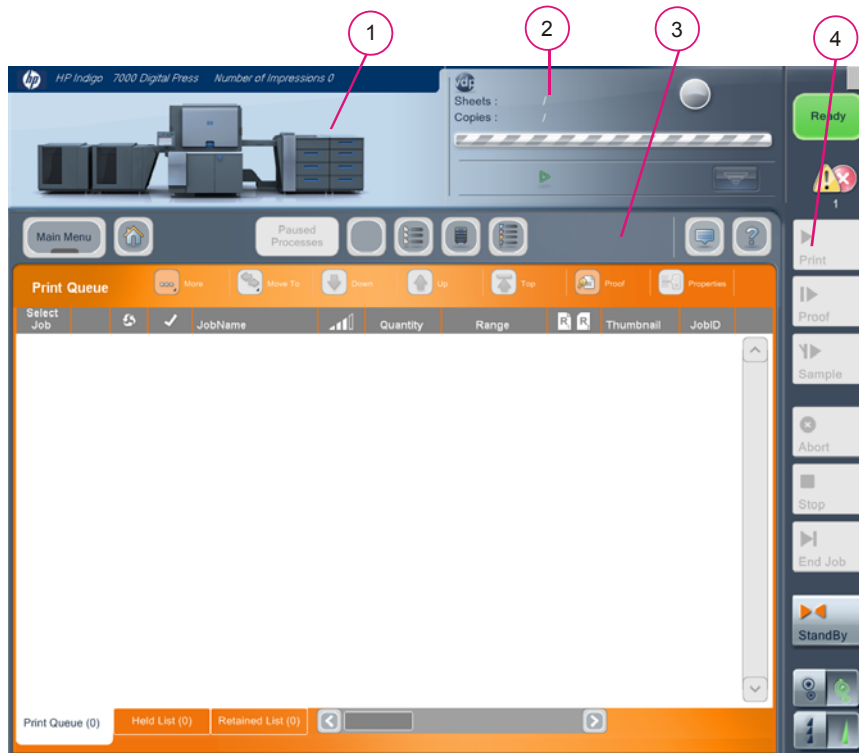 1
2
3
4
hp HP Indigo 7000 Digital Press Number of Impressions 0
vdp
Sheets : /
Copies : /
Ready
1
Main Menu
Paused
Processes
?
Print
Print Queue More Move To Down Up Top Proof Properties
Proof
Select
Job JobName Quantity Range R R Thumbnail JobID
Sample
Abort
Stop
End Job
StandBy
Print Queue (0) Held List (0) Retained List (0)